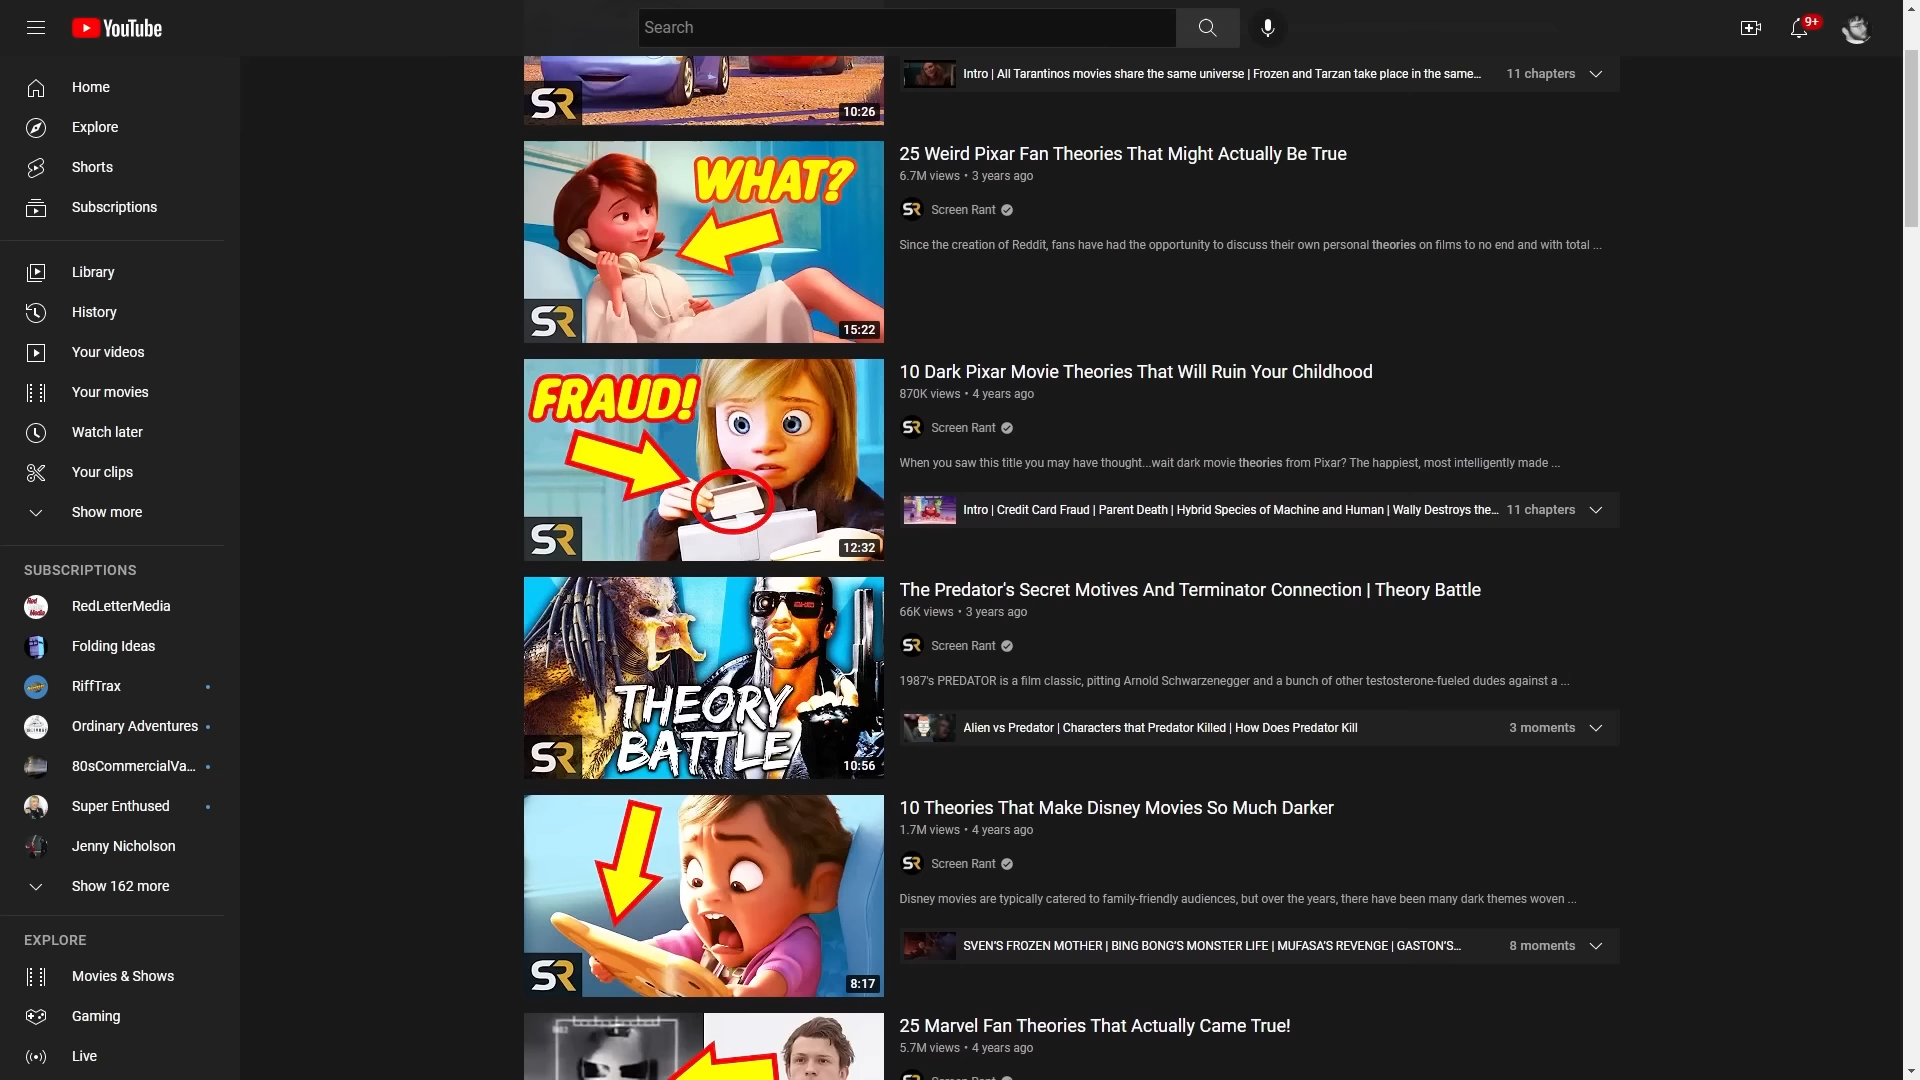 YouTube
Search
9+
Home
Explore
Shorts
Subscriptions
Library
History
Your videos
Your movies
Watch later
Your clips
Show more
SUBSCRIPTIONS
RedLetterMedia
Folding Ideas
RiffTrax
Ordinary Adventures
80sCommercialVa...
Super Enthused
Jenny Nicholson
Show 162 more
EXPLORE
Movies & Shows
Gaming
Live
SR
10:26
Intro | All Tarantinos movies share the same universe | Frozen and Tarzan take place in the same...
11 chapters
WHAT?
SR
15:22
25 Weird Pixar Fan Theories That Might Actually Be True
6.7M views • 3 years ago
SR Screen Rant
Since the creation of Reddit, fans have had the opportunity to discuss their own personal theories on films to no end and with total ...
FRAUD!
SR
12:32
10 Dark Pixar Movie Theories That Will Ruin Your Childhood
870K views • 4 years ago
SR Screen Rant
When you saw this title you may have thought...wait dark movie theories from Pixar? The happiest, most intelligently made ...
Intro | Credit Card Fraud | Parent Death | Hybrid Species of Machine and Human | Wally Destroys the...
11 chapters
THEORY
BATTLE
SR
10:56
The Predator's Secret Motives And Terminator Connection | Theory Battle
66K views • 3 years ago
SR Screen Rant
1987's PREDATOR is a film classic, pitting Arnold Schwarzenegger and a bunch of other testosterone-fueled dudes against a ...
Alien vs Predator | Characters that Predator Killed | How Does Predator Kill
3 moments
SR
8:17
10 Theories That Make Disney Movies So Much Darker
1.7M views • 4 years ago
SR Screen Rant
Disney movies are typically catered to family-friendly audiences, but over the years, there have been many dark themes woven ...
SVEN'S FROZEN MOTHER | BING BONG'S MONSTER LIFE | MUFASA'S REVENGE | GASTON'S...
8 moments
25 Marvel Fan Theories That Actually Came True!
5.7M views • 4 years ago